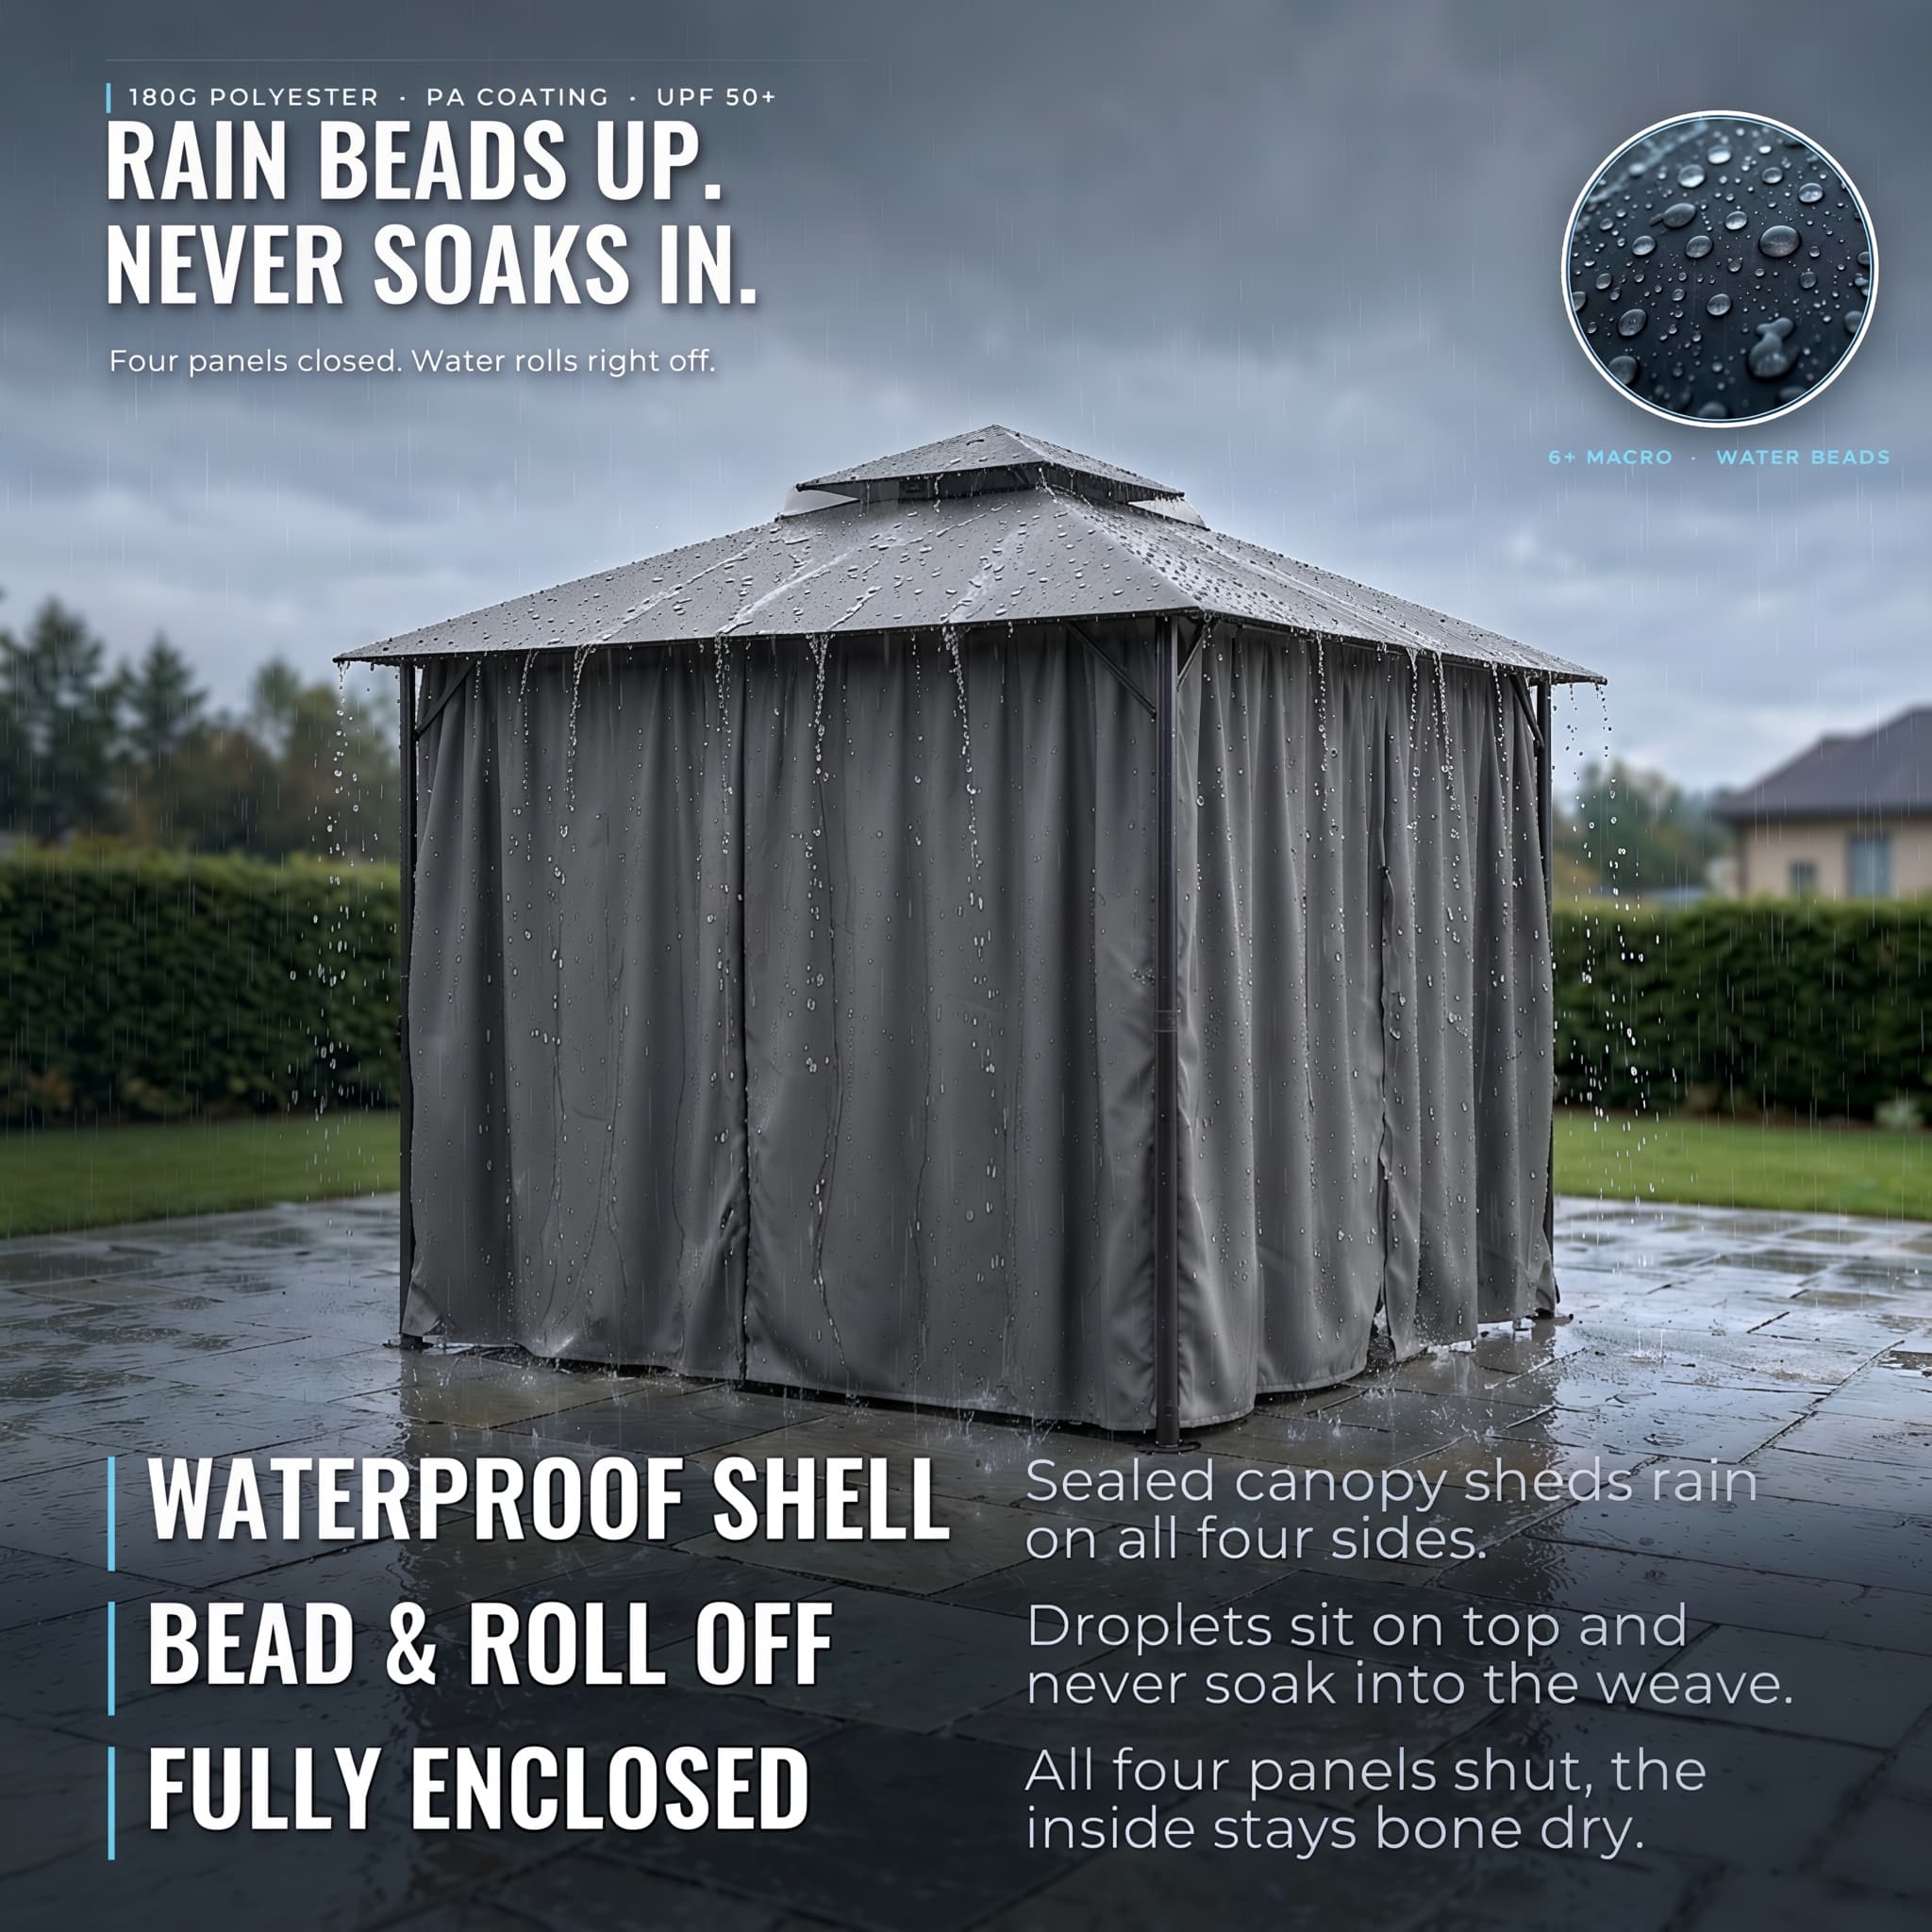 180G POLYESTER · PA COATING · UPF 50+
RAIN BEADS UP.
NEVER SOAKS IN.
Four panels closed. Water rolls right off.
6+ MACRO · WATER BEADS
WATERPROOF SHELL
Sealed canopy sheds rain
on all four sides.
BEAD & ROLL OFF
Droplets sit on top and
never soak into the weave.
FULLY ENCLOSED
All four panels shut, the
inside stays bone dry.